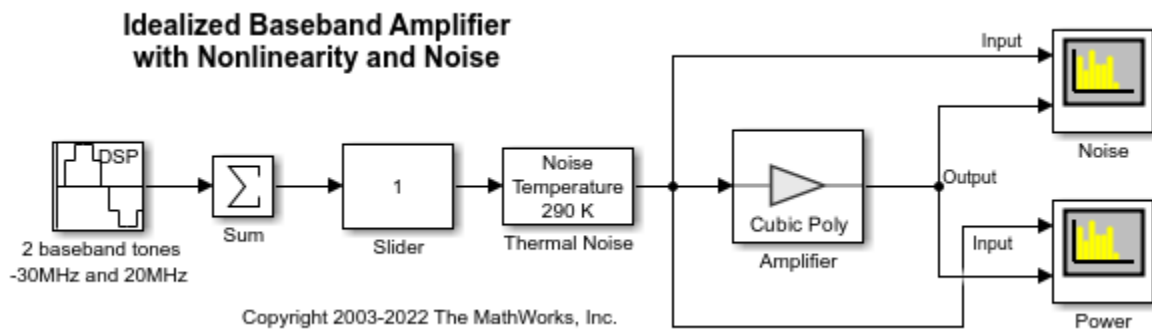 Idealized Baseband Amplifier
with Nonlinearity and Noise
Input
Noise
DSP
2 baseband tones
-30MHz and 20MHz
Sum
1
Slider
Noise
Temperature
290 K
Thermal Noise
Cubic Poly
Amplifier
Output
Input
Power
Copyright 2003-2022 The MathWorks, Inc.